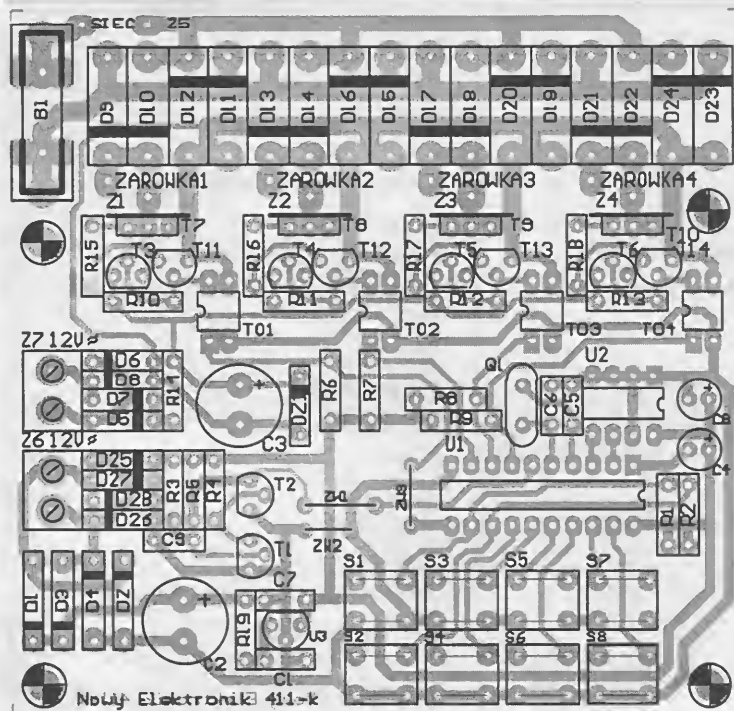 SIEC Z5
B1
D9 D10 D12 D11 D13 D14 D16 D15 D17 D18 D20 D19 D21 D22 D24 D23
ZAROWKA1 ZAROWKA2 ZAROWKA3 ZAROWKA4
Z1 Z2 Z3 Z4
T7 T8 T9 T10
R15 T3 T11 R16 T4 T12 R17 T5 T13 R18 T6 T14
R10 R11 R12 R13
TO1 TO2 TO3 TO4
Z7 12V≈
D6
D8
D7
D5
R14
C3
DZ1
R6
R7
R8
R9
Q1
U2
C6 C5
C4
Z6 12V≈
D25
D27
D28
D26
R3 R5 R4
T2
ZW1
ZW2
ZW3
U1
R1 R2
C9
T1
D1 D3 D4 D2
C2
C7
R19
U3
C1
S1 S3 S5 S7
S2 S4 S6 S8
Nowy Elektronik 411-k